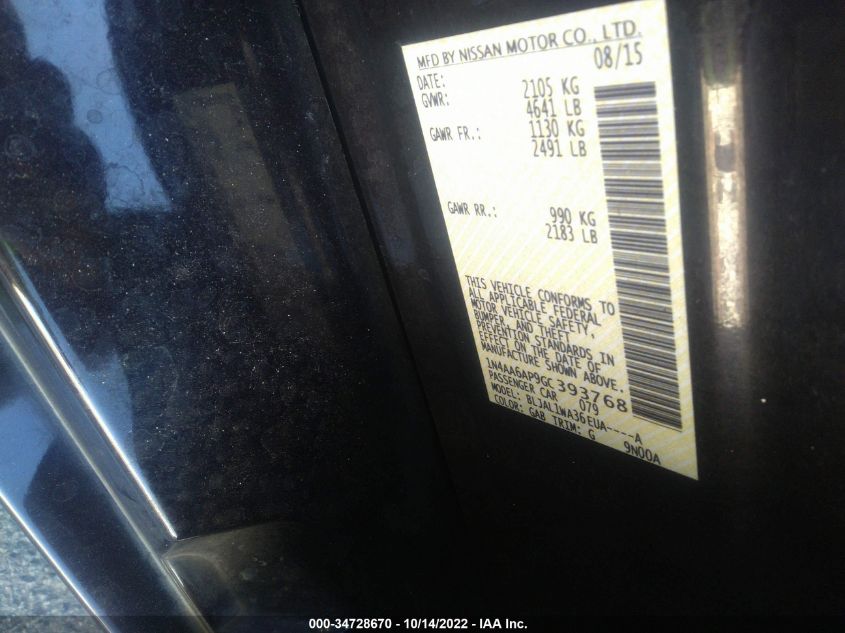 MFD BY NISSAN MOTOR CO., LTD.
DATE: 08/15
GVWR: 2105 KG
4641 LB
GAWR FR.: 1130 KG
2491 LB
GAWR RR.: 990 KG
2183 LB
THIS VEHICLE CONFORMS TO
ALL APPLICABLE FEDERAL
MOTOR VEHICLE SAFETY,
BUMPER, AND THEFT
PREVENTION STANDARDS IN
EFFECT ON THE DATE OF
MANUFACTURE SHOWN ABOVE.
1N4AA6AP9GC393768
PASSENGER CAR 079
MODEL: BLJALWA36EUA----A
COLOR: GAB TRIM: G 9N00A
000-34728670 - 10/14/2022 - IAA Inc.